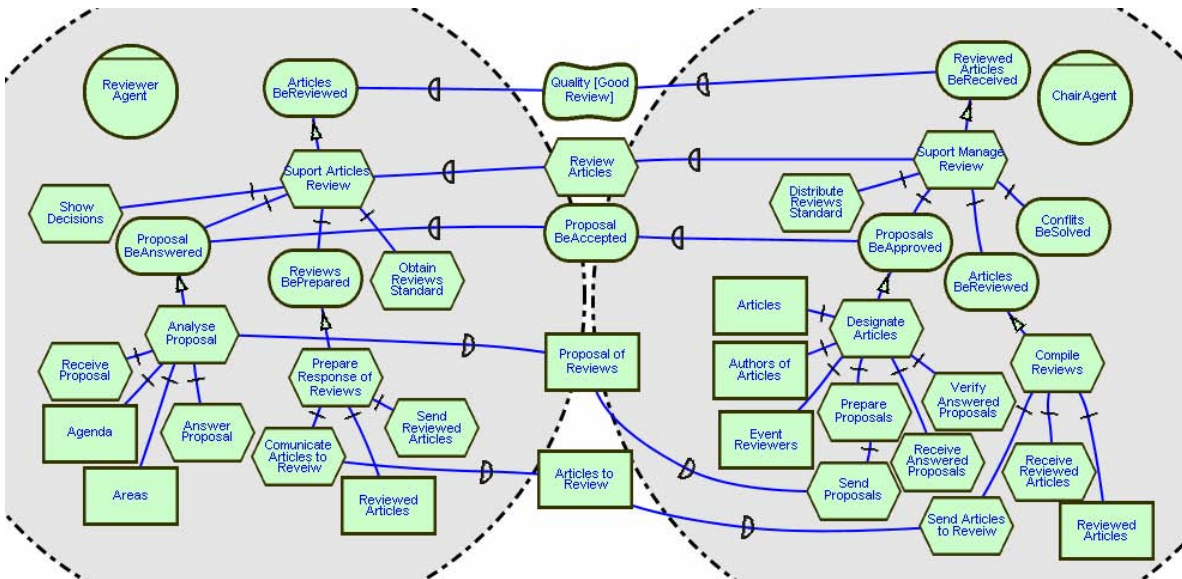 Reviewer
Agent
Articles
BeReviewed
Quality [Good
Review]
Reviewed
Articles
BeReceived
ChairAgent
Suport Articles
Review
Review
Articles
Suport Manage
Review
Show
Decisions
Distribute
Reviews
Standard
Conflits
BeSolved
Proposal
BeAnswered
Proposal
BeAccepted
Proposals
BeApproved
Reviews
BePrepared
Obtain
Reviews
Standard
Articles
BeReviewed
Articles
Designate
Articles
Analyse
Proposal
Proposal of
Reviews
Authors of
Articles
Compile
Reviews
Receive
Proposal
Prepare
Response of
Reviews
Verify
Answered
Proposals
Prepare
Proposals
Agenda
Answer
Proposal
Send
Reviewed
Articles
Event
Reviewers
Comunicate
Articles to
Reveiw
Receive
Answered
Proposals
Receive
Reviewed
Articles
Areas
Reviewed
Articles
Articles to
Review
Send
Proposals
Send Articles
to Reveiw
Reviewed
Articles